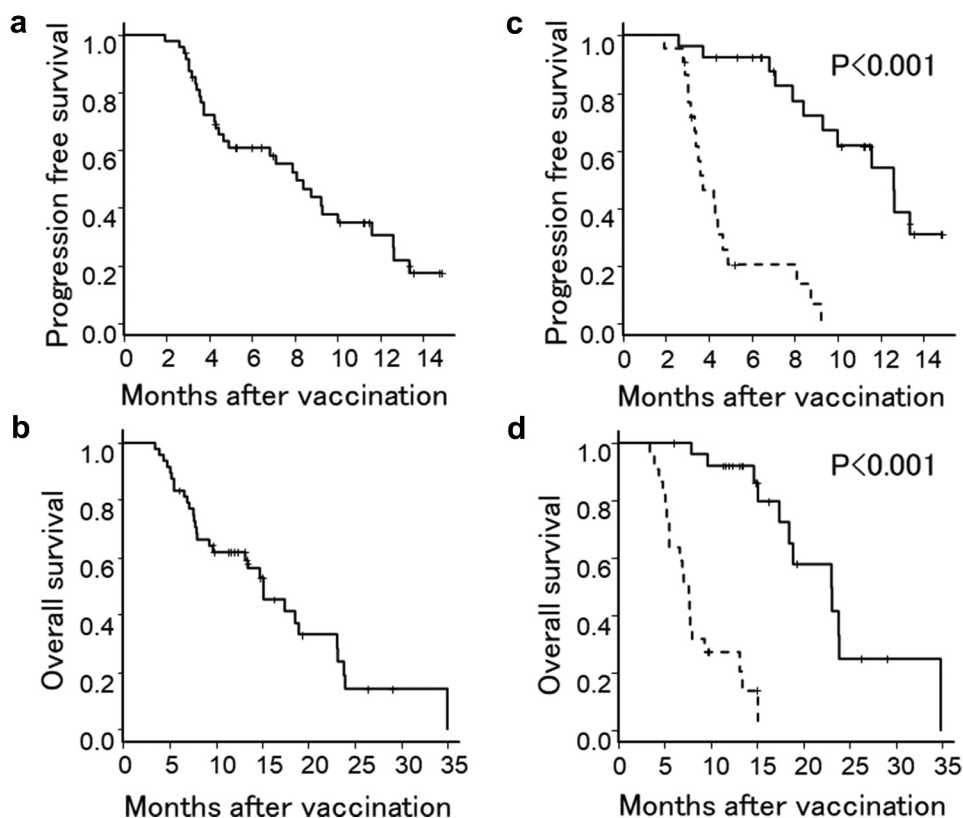 a
Progression free survival
1.0
0.8
0.6
0.4
0.2
0.0
0 2 4 6 8 10 12 14
Months after vaccination
c
Progression free survival
P<0.001
1.0
0.8
0.6
0.4
0.2
0.0
0 2 4 6 8 10 12 14
Months after vaccination
b
Overall survival
1.0
0.8
0.6
0.4
0.2
0.0
0 5 10 15 20 25 30 35
Months after vaccination
d
Overall survival
P<0.001
1.0
0.8
0.6
0.4
0.2
0.0
0 5 10 15 20 25 30 35
Months after vaccination